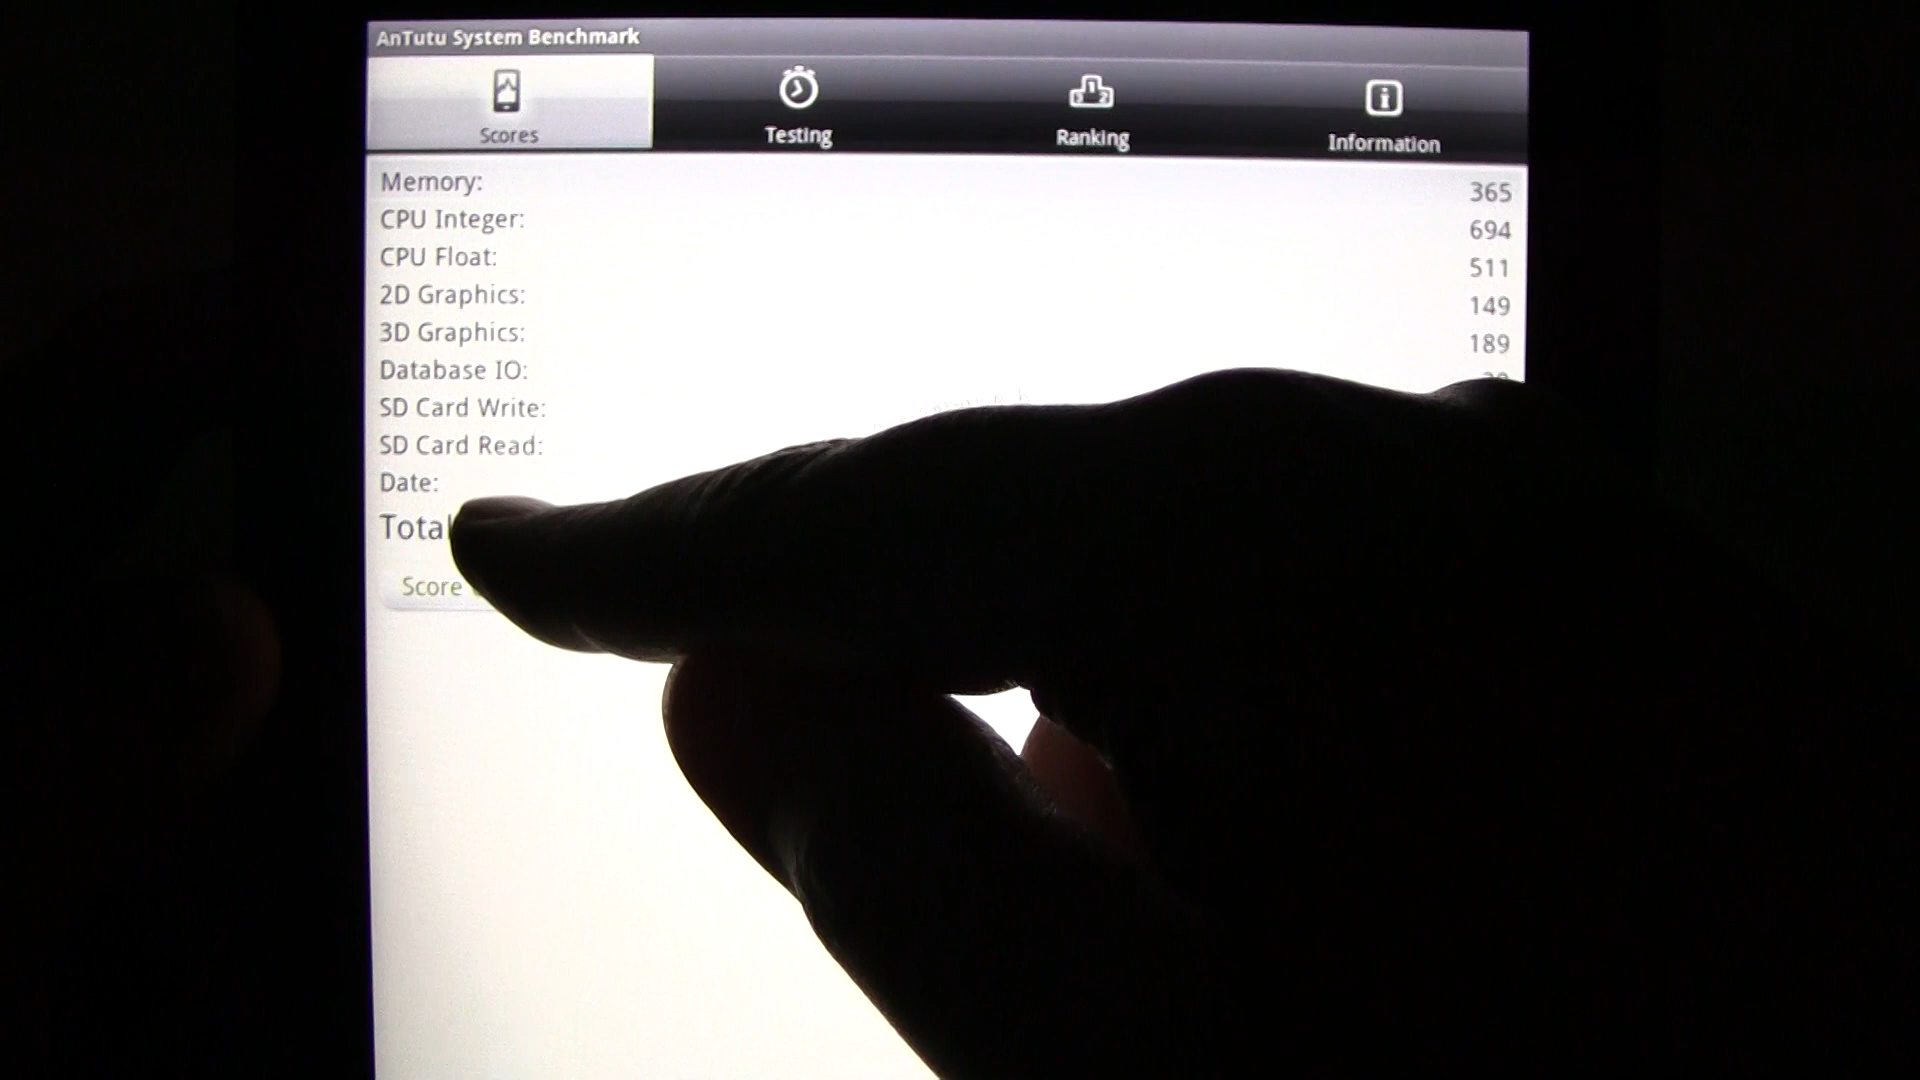 AnTutu System Benchmark
Scores
Testing
Ranking
Information
Memory: 365
CPU Integer: 694
CPU Float: 511
2D Graphics: 149
3D Graphics: 189
Database IO:
SD Card Write:
SD Card Read:
Date:
Total
Score